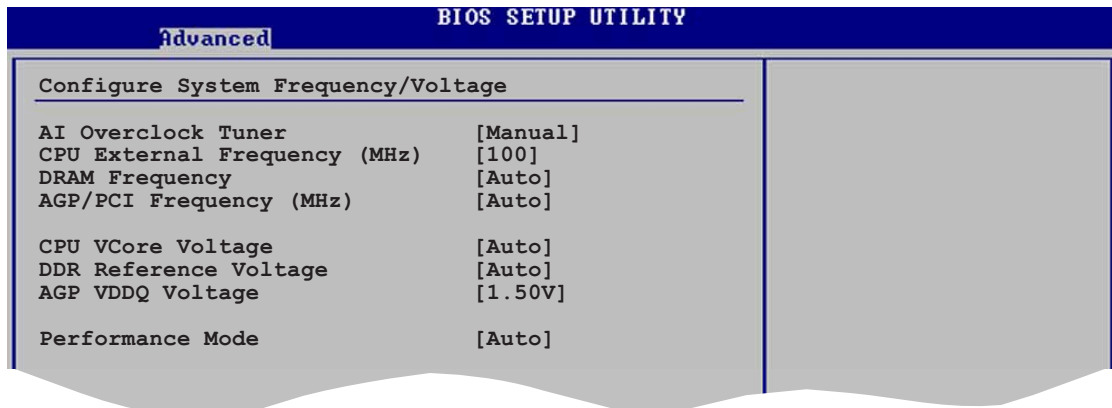 BIOS SETUP UTILITY
Advanced
Configure System Frequency/Voltage
AI Overclock Tuner [Manual]
CPU External Frequency (MHz) [100]
DRAM Frequency [Auto]
AGP/PCI Frequency (MHz) [Auto]
CPU VCore Voltage [Auto]
DDR Reference Voltage [Auto]
AGP VDDQ Voltage [1.50V]
Performance Mode [Auto]